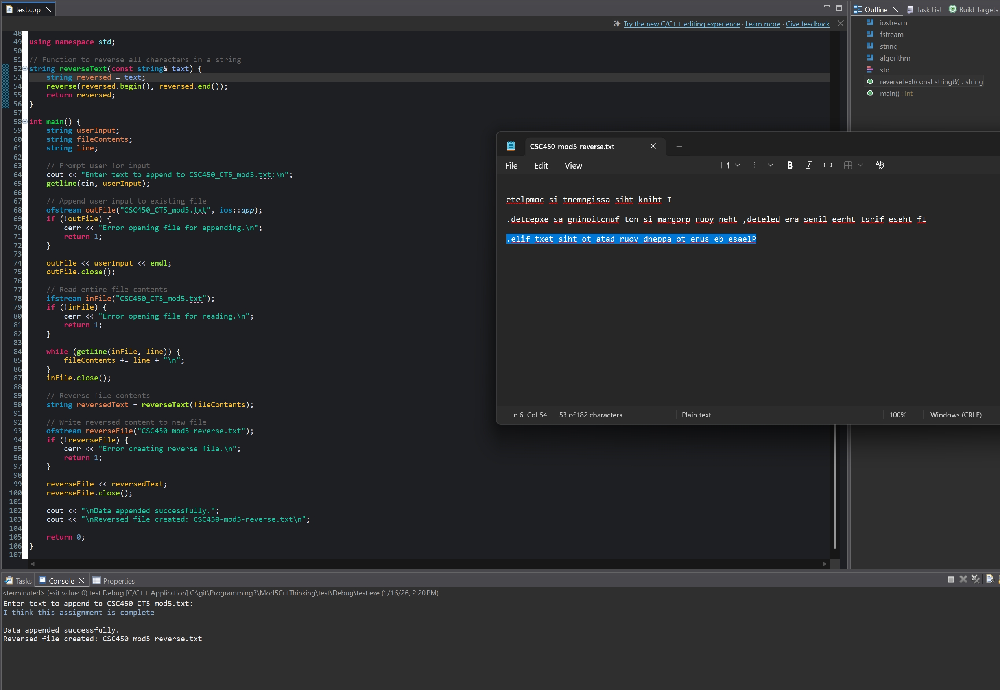 test.cpp
Outline
Task List
Build Targets
Try the new C/C++ editing experience · Learn more · Give feedback
48
49 using namespace std;
50
51 // Function to reverse all characters in a string
52 string reverseText(const string& text) {
53     string reversed = text;
54     reverse(reversed.begin(), reversed.end());
55     return reversed;
56 }
57
58 int main() {
59     string userInput;
60     string fileContents;
61     string line;
62
63     // Prompt user for input
64     cout << "Enter text to append to CSC450_CT5_mod5.txt:\n";
65     getline(cin, userInput);
66
67     // Append user input to existing file
68     ofstream outFile("CSC450_CT5_mod5.txt", ios::app);
69     if (!outFile) {
70         cerr << "Error opening file for appending.\n";
71         return 1;
72     }
73
74     outFile << userInput << endl;
75     outFile.close();
76
77     // Read entire file contents
78     ifstream inFile("CSC450_CT5_mod5.txt");
79     if (!inFile) {
80         cerr << "Error opening file for reading.\n";
81         return 1;
82     }
83
84     while (getline(inFile, line)) {
85         fileContents += line + "\n";
86     }
87     inFile.close();
88
89     // Reverse file contents
90     string reversedText = reverseText(fileContents);
91
92     // Write reversed content to new file
93     ofstream reverseFile("CSC450-mod5-reverse.txt");
94     if (!reverseFile) {
95         cerr << "Error creating reverse file.\n";
96         return 1;
97     }
98
99     reverseFile << reversedText;
100     reverseFile.close();
101
102     cout << "\nData appended successfully.";
103     cout << "\nReversed file created: CSC450-mod5-reverse.txt\n";
104
105     return 0;
106 }
107
iostream
fstream
string
algorithm
std
reverseText(const string&) : string
main() : int
CSC450-mod5-reverse.txt
File Edit View H1 B I
etelpmoc si tnemngissa siht kniht I
.detcepxe sa gninoitcnuf ton si margorp ruoy neht ,deteled era senil eerht tsrif eseht fI
.elif txet siht ot atad ruoy dneppa ot erus eb esaelP
Ln 6, Col 54 53 of 182 characters Plain text 100% Windows (CRLF)
Tasks Console Properties
<terminated> (exit value: 0) test Debug [C/C++ Application] C:\git\Programming3\Mod5CritThinking\test\Debug\test.exe (1/16/26, 2:20 PM)
Enter text to append to CSC450_CT5_mod5.txt:
I think this assignment is complete
Data appended successfully.
Reversed file created: CSC450-mod5-reverse.txt